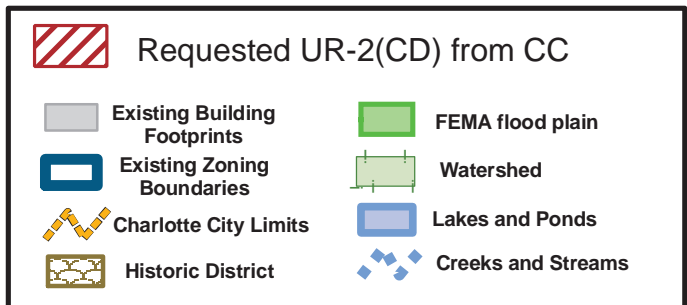 Requested UR-2(CD) from CC
Existing Building
Footprints
Existing Zoning
Boundaries
Charlotte City Limits
Historic District
FEMA flood plain
Watershed
Lakes and Ponds
Creeks and Streams